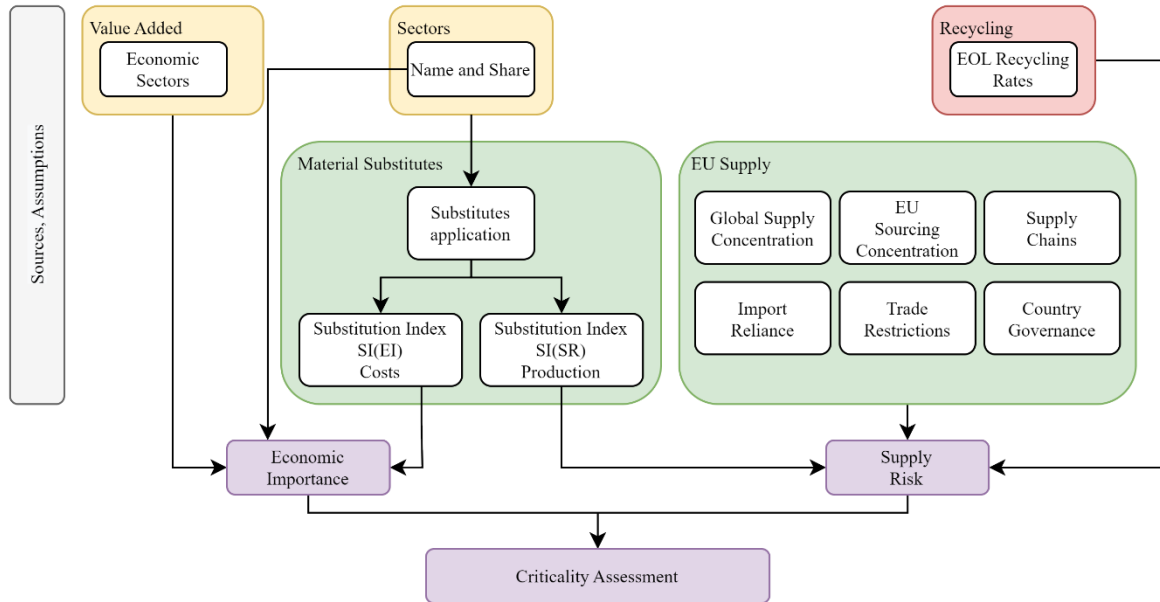 Sources, Assumptions
Value Added
Economic
Sectors
Sectors
Name and Share
Recycling
EOL Recycling
Rates
Material Substitutes
Substitutes
application
Substitution Index
SI(EI)
Costs
Substitution Index
SI(SR)
Production
EU Supply
Global Supply
Concentration
EU
Sourcing
Concentration
Supply
Chains
Import
Reliance
Trade
Restrictions
Country
Governance
Economic
Importance
Supply
Risk
Criticality Assessment